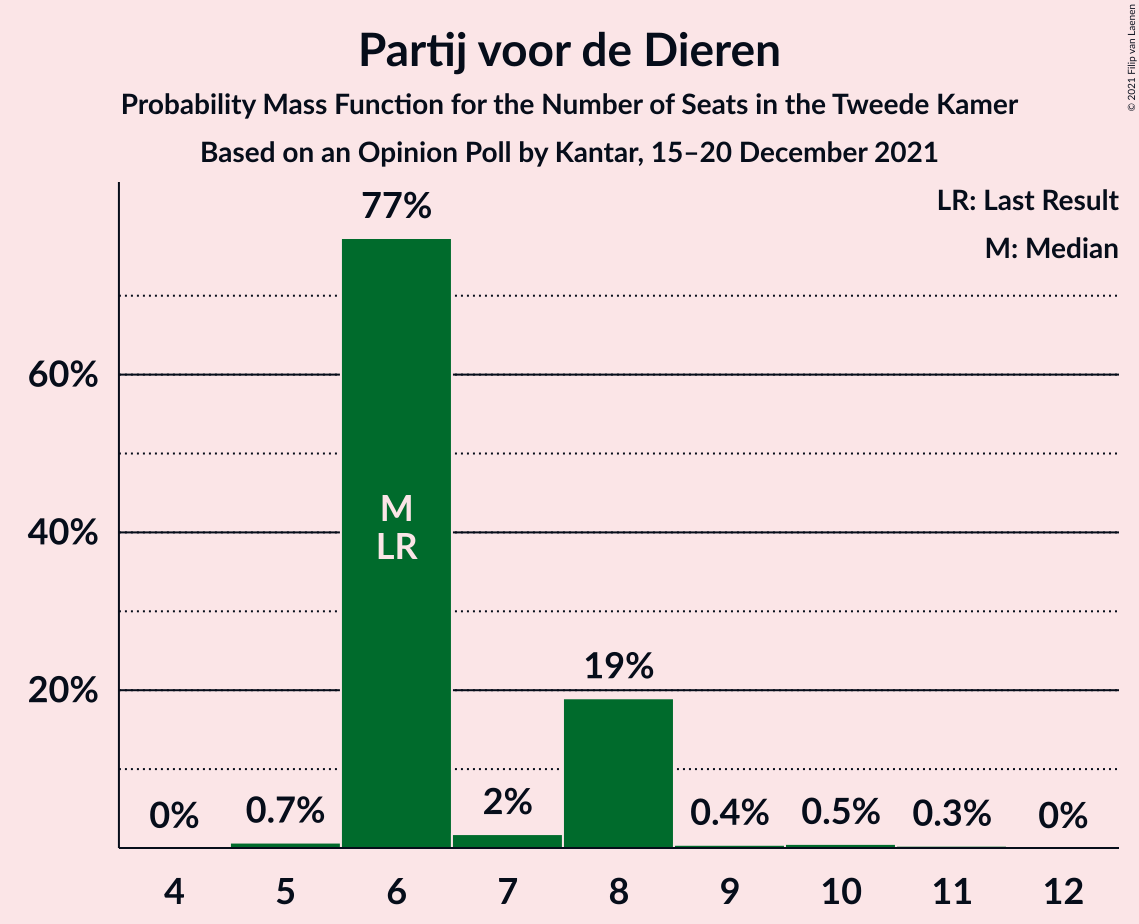 Partij voor de Dieren
Probability Mass Function for the Number of Seats in the Tweede Kamer
Based on an Opinion Poll by Kantar, 15–20 December 2021
© 2021 Filip van Laenen
LR: Last Result
M: Median
77%
60%
M
LR
40%
19%
20%
0%
0.7%
2%
0.4%
0.5%
0.3%
0%
4 5 6 7 8 9 10 11 12